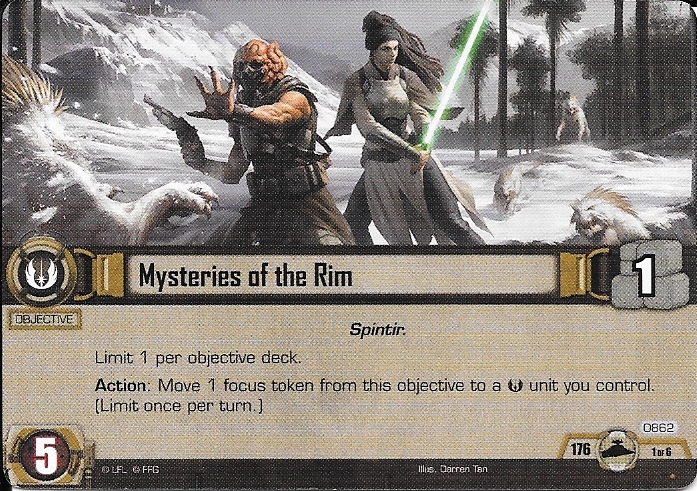 Mysteries of the Rim
1
OBJECTIVE
Spintir.
Limit 1 per objective deck.
Action: Move 1 focus token from this objective to a unit you control.
(Limit once per turn.)
5
© LFL © FFG
Illus. Darren Tan
0862
176
1 OF 6